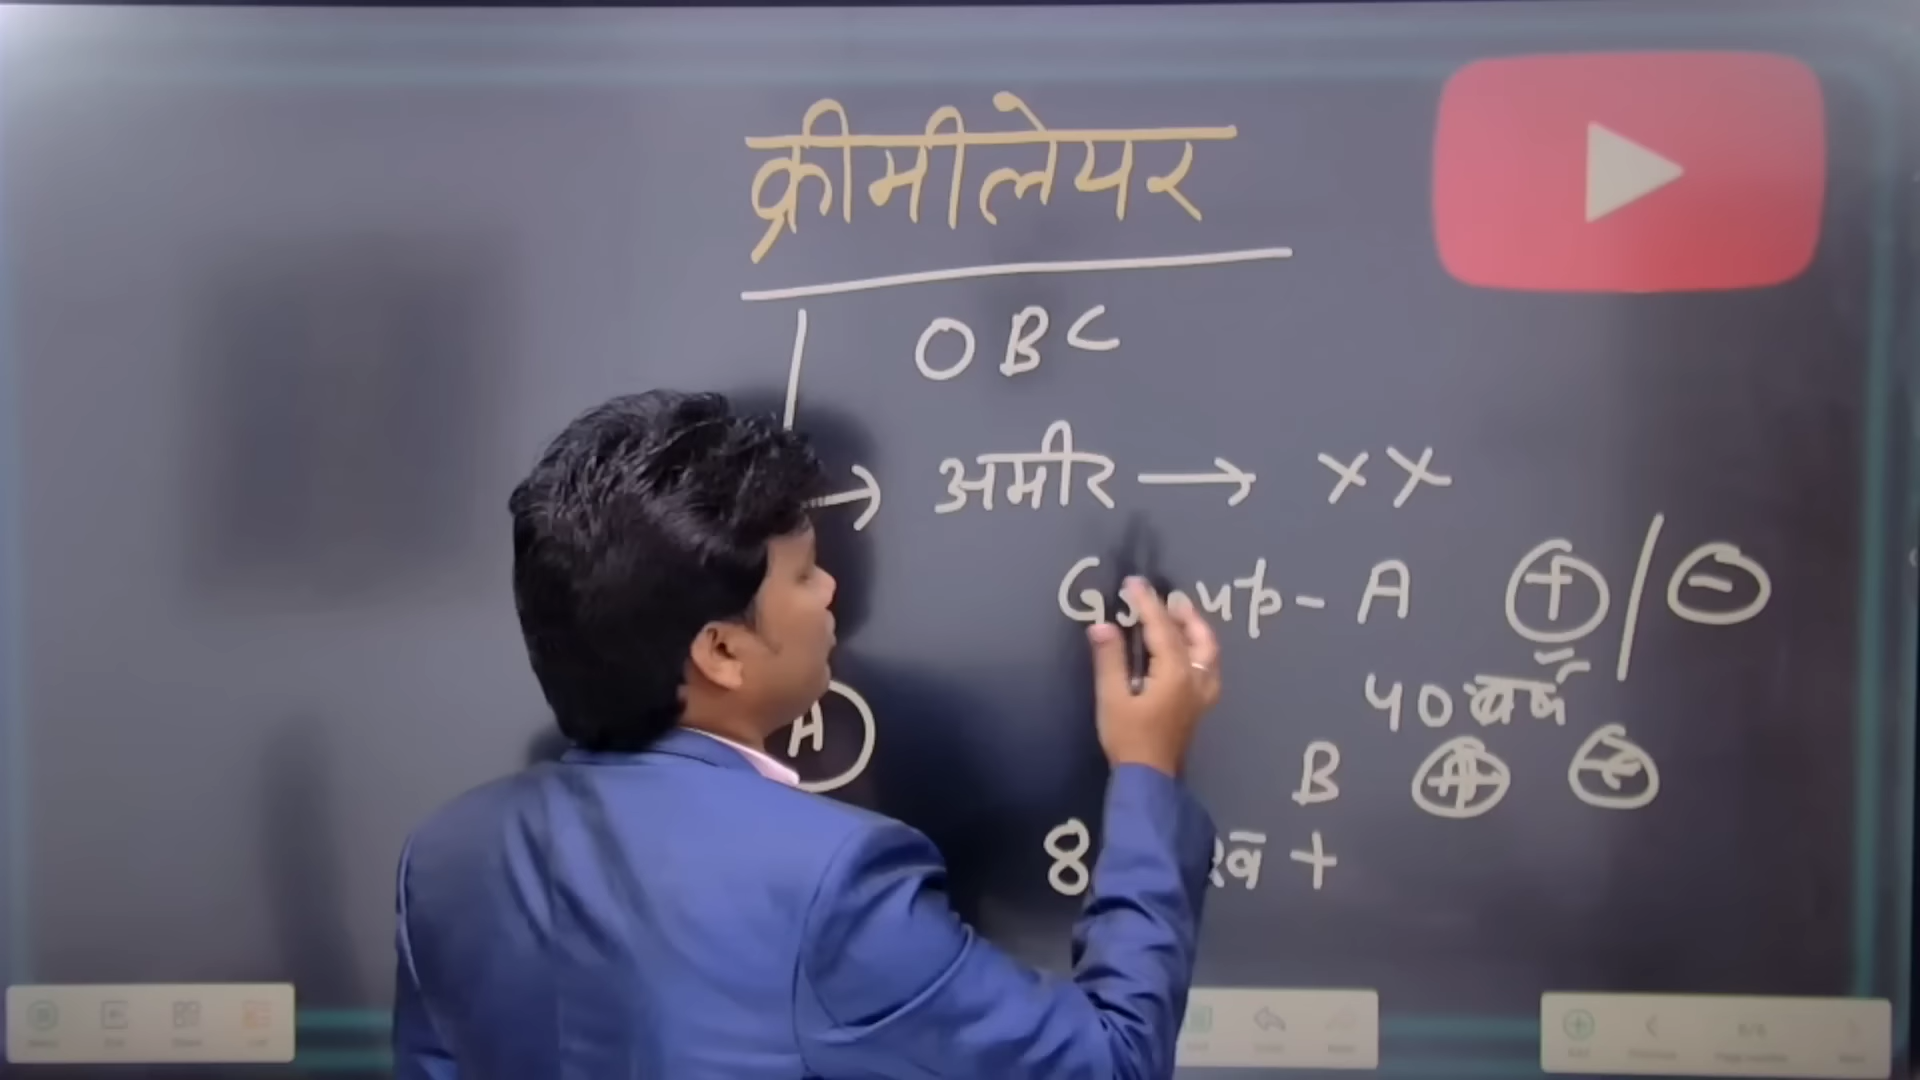 क्रीमीलेयर
OBC
→ अमीर → xx
Group - A + / -
40 वर्ष
A
B
8 +